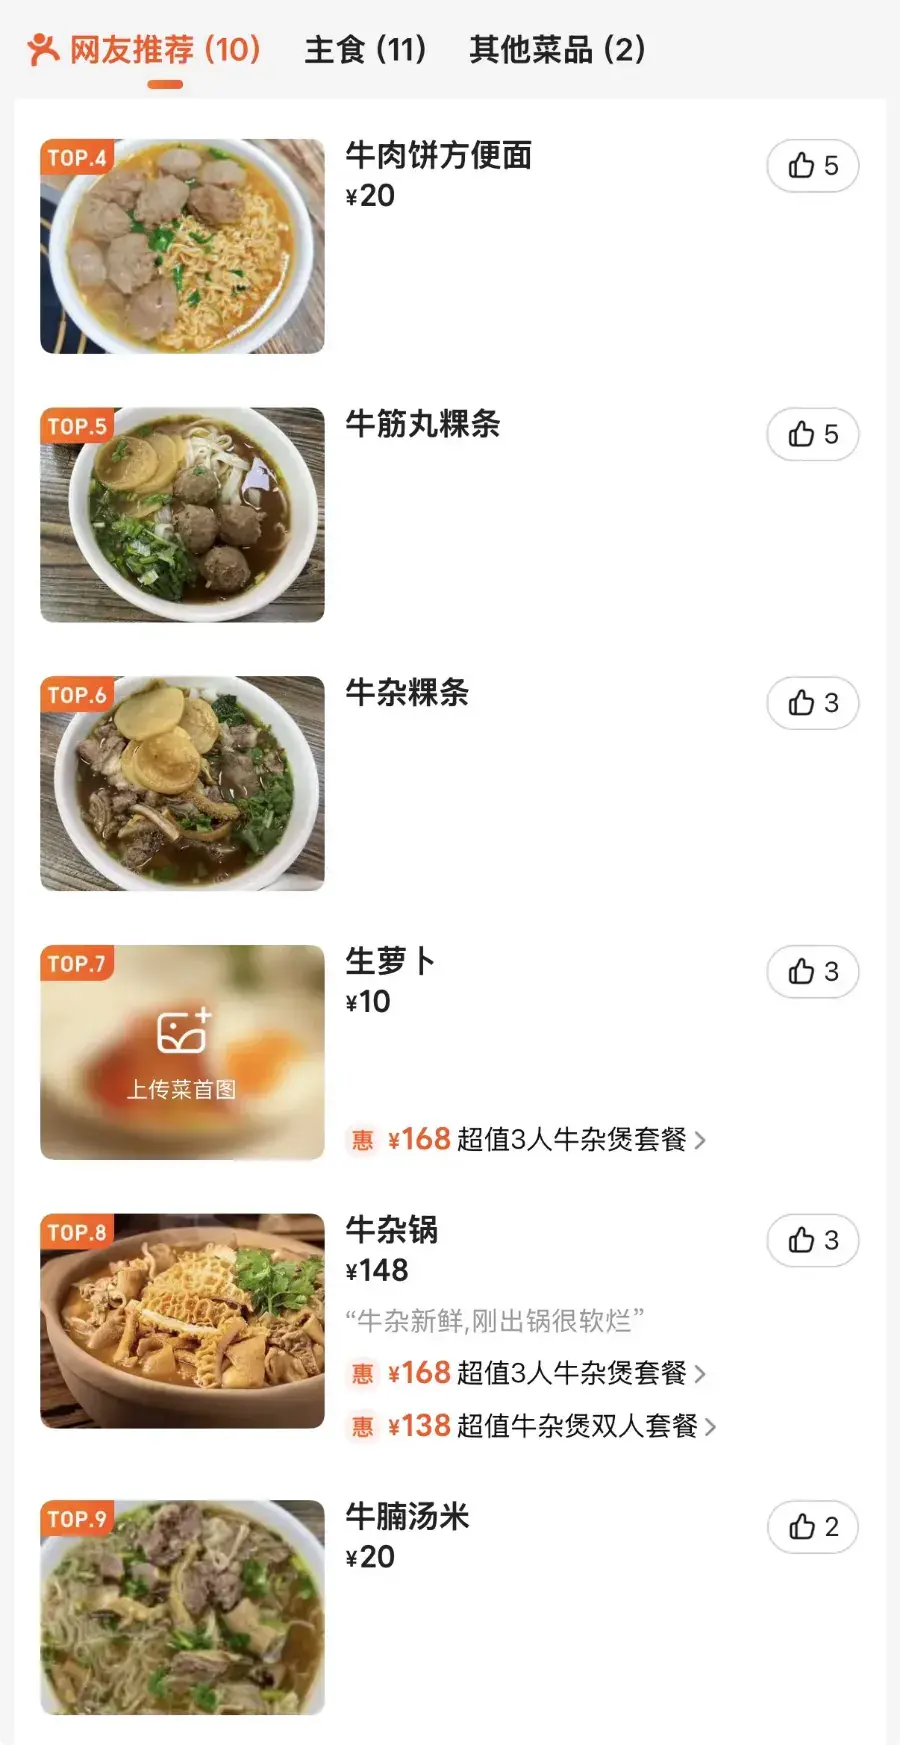 网友推荐 (10) 主食 (11) 其他菜品 (2)
TOP.4
牛肉饼方便面
5
¥20
TOP.5
牛筋丸粿条
5
TOP.6
牛杂粿条
3
TOP.7
上传菜首图
生萝卜
3
¥10
惠 ¥168 超值3人牛杂煲套餐
TOP.8
牛杂锅
3
¥148
“牛杂新鲜,刚出锅很软烂”
惠 ¥168 超值3人牛杂煲套餐
惠 ¥138 超值牛杂煲双人套餐
TOP.9
牛腩汤米
2
¥20